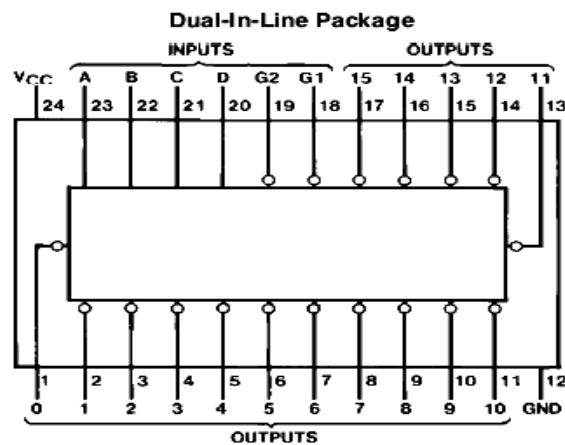 Dual-In-Line Package
INPUTS OUTPUTS
VCC A B C D G2 G1 15 14 13 12 11
24 23 22 21 20 19 18 17 16 15 14 13
1 2 3 4 5 6 7 8 9 10 11 12
0 1 2 3 4 5 6 7 8 9 10 GND
OUTPUTS